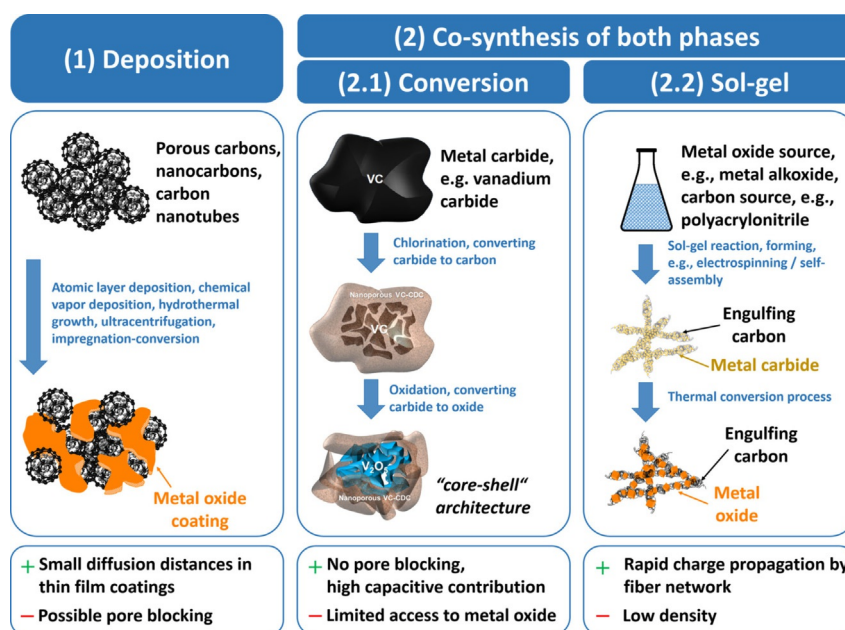 (1) Deposition
(2) Co-synthesis of both phases
(2.1) Conversion
(2.2) Sol-gel
Porous carbons,
nanocarbons,
carbon
nanotubes
Atomic layer deposition, chemical
vapor deposition, hydrothermal
growth, ultracentrifugation,
impregnation-conversion
Metal oxide
coating
+ Small diffusion distances in
thin film coatings
− Possible pore blocking
VC
Metal carbide,
e.g. vanadium
carbide
Chlorination, converting
carbide to carbon
Nanoporous VC-CDC
VC
Oxidation, converting
carbide to oxide
V₂O₅
Nanoporous VC-CDC
“core-shell“
architecture
+ No pore blocking,
high capacitive contribution
− Limited access to metal oxide
Metal oxide source,
e.g., metal alkoxide,
carbon source, e.g.,
polyacrylonitrile
Sol-gel reaction, forming,
e.g., electrospinning / self-
assembly
Engulfing
carbon
Metal carbide
Thermal conversion process
Engulfing
carbon
Metal
oxide
+ Rapid charge propagation by
fiber network
− Low density